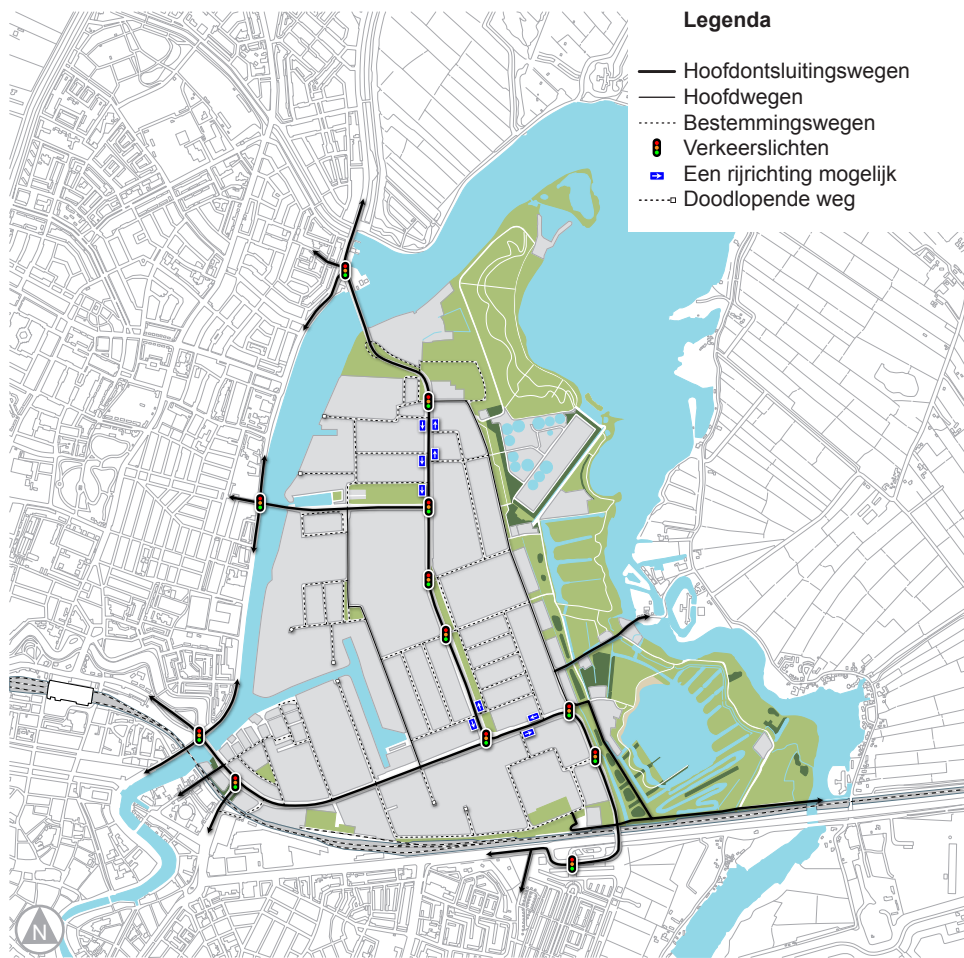 Legenda
Hoofdontsluitingswegen
Hoofdwegen
Bestemmingswegen
Verkeerslichten
Een rijrichting mogelijk
Doodlopende weg
N